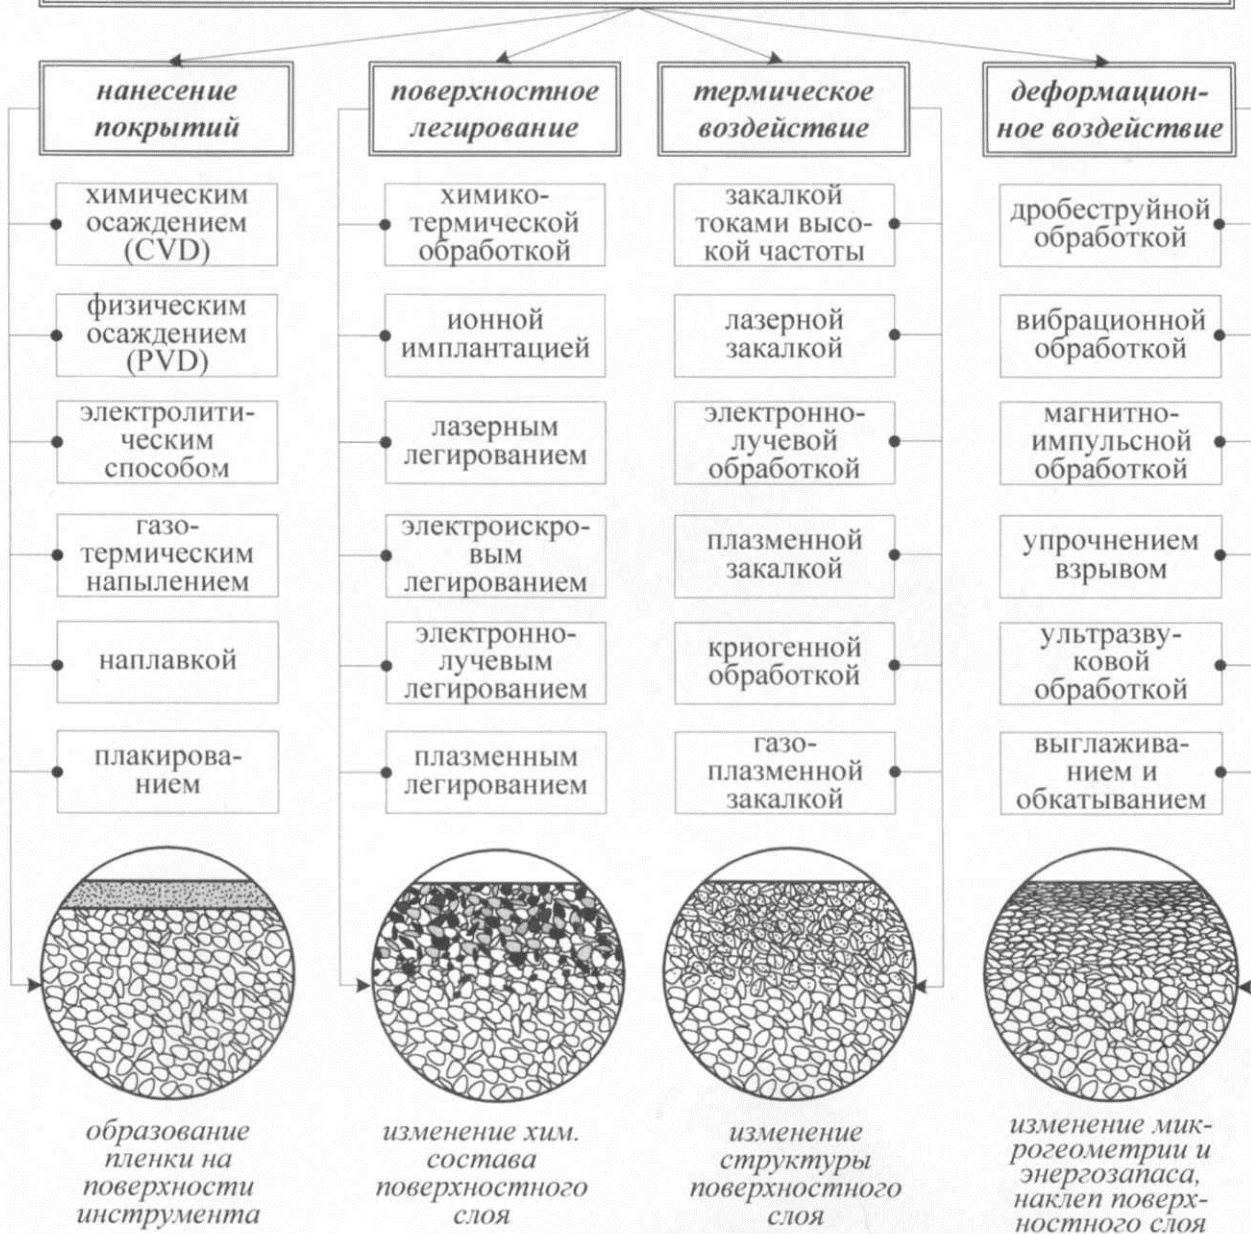 нанесение
покрытий
химическим
осаждением
(CVD)
физическим
осаждением
(PVD)
электролити-
ческим
способом
газо-
термическим
напылением
наплавкой
плакирова-
нием
образование
пленки на
поверхности
инструмента
поверхностное
легирование
химико-
термической
обработкой
ионной
имплантацией
лазерным
легированием
электроискро-
вым
легированием
электронно-
лучевым
легированием
плазменным
легированием
изменение хим.
состава
поверхностного
слоя
термическое
воздействие
закалкой
токами высо-
кой частоты
лазерной
закалкой
электронно-
лучевой
обработкой
плазменной
закалкой
криогенной
обработкой
газо-
плазменной
закалкой
изменение
структуры
поверхностного
слоя
деформацион-
ное воздействие
дробеструйной
обработкой
вибрационной
обработкой
магнитно-
импульсной
обработкой
упрочнением
взрывом
ультразву-
ковой
обработкой
выглажива-
нием и
обкатыванием
изменение мик-
рогеометрии и
энергозапаса,
наклеп поверх-
ностного слоя